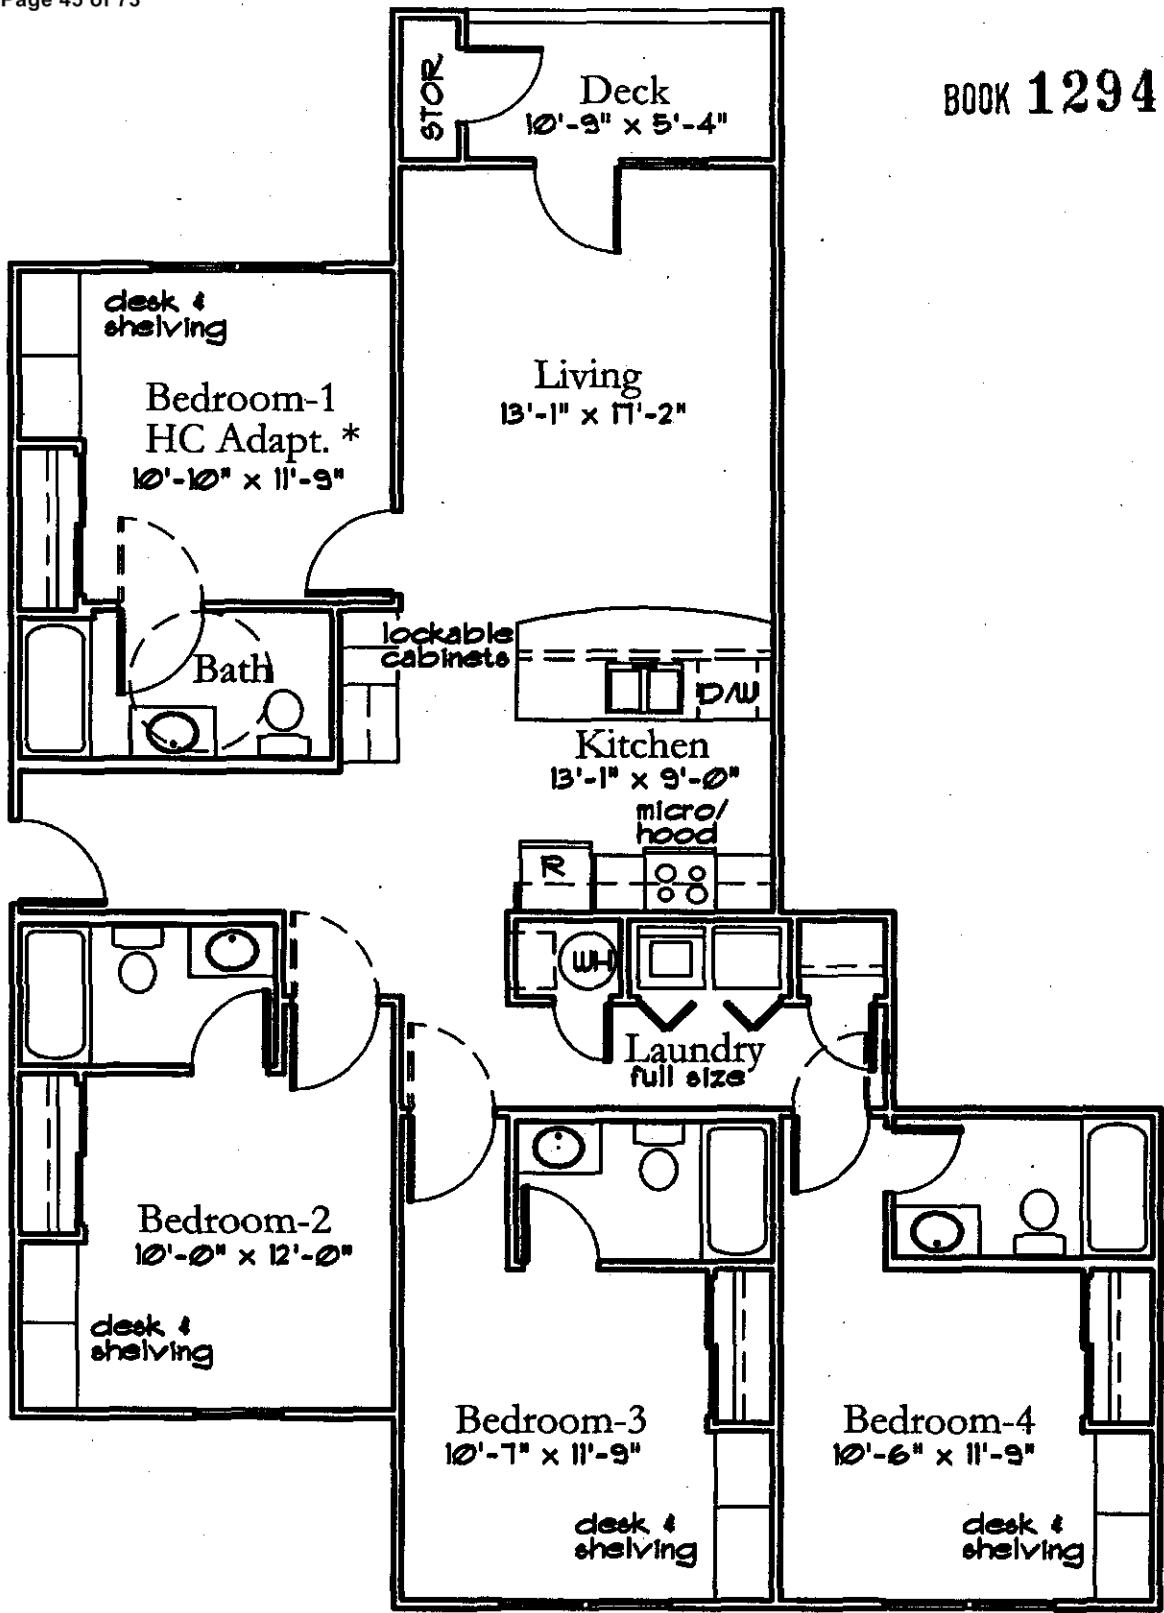 Page 45 of 73
BOOK 1294
STOR
Deck
10'-9" x 5'-4"
desk &
shelving
Bedroom-1
HC Adapt. *
10'-10" x 11'-9"
Living
13'-1" x 17'-2"
lockable
cabinets
Bath
D/W
Kitchen
13'-1" x 9'-0"
micro/
hood
R
WH
Laundry
full size
Bedroom-2
10'-0" x 12'-0"
desk &
shelving
Bedroom-3
10'-7" x 11'-9"
desk &
shelving
Bedroom-4
10'-6" x 11'-9"
desk &
shelving